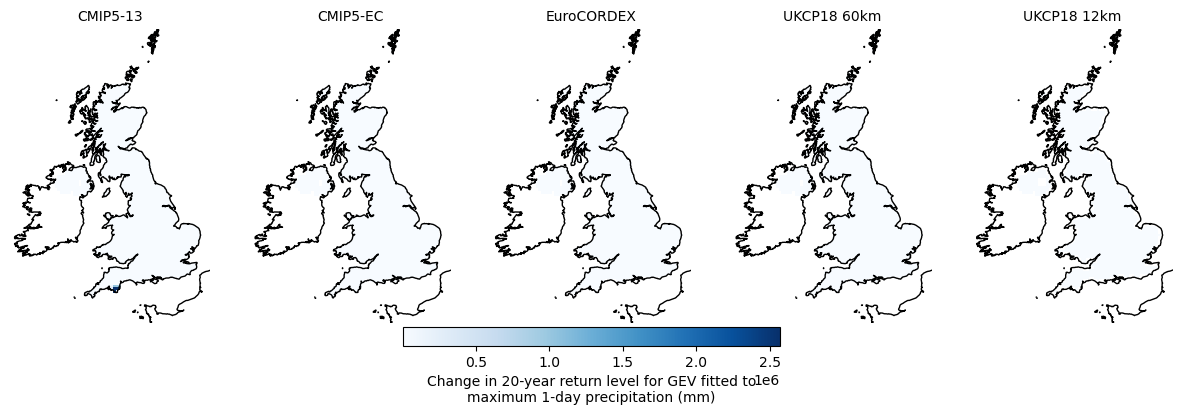 CMIP5-13
CMIP5-EC
EuroCORDEX
UKCP18 60km
UKCP18 12km
0.5
1.0
1.5
2.0
2.5
1e6
Change in 20-year return level for GEV fitted to
maximum 1-day precipitation (mm)